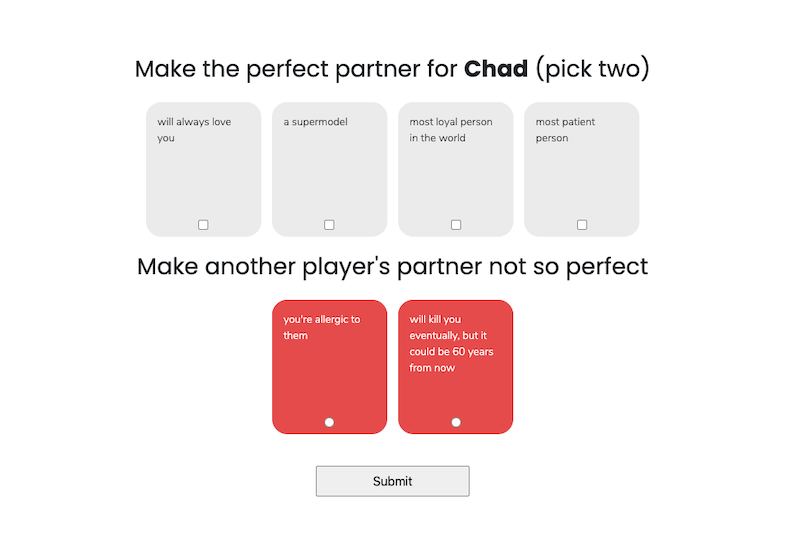 Make the perfect partner for Chad (pick two)
will always love
you
a supermodel
most loyal person
in the world
most patient
person
Make another player's partner not so perfect
you're allergic to
them
will kill you
eventually, but it
could be 60 years
from now
Submit